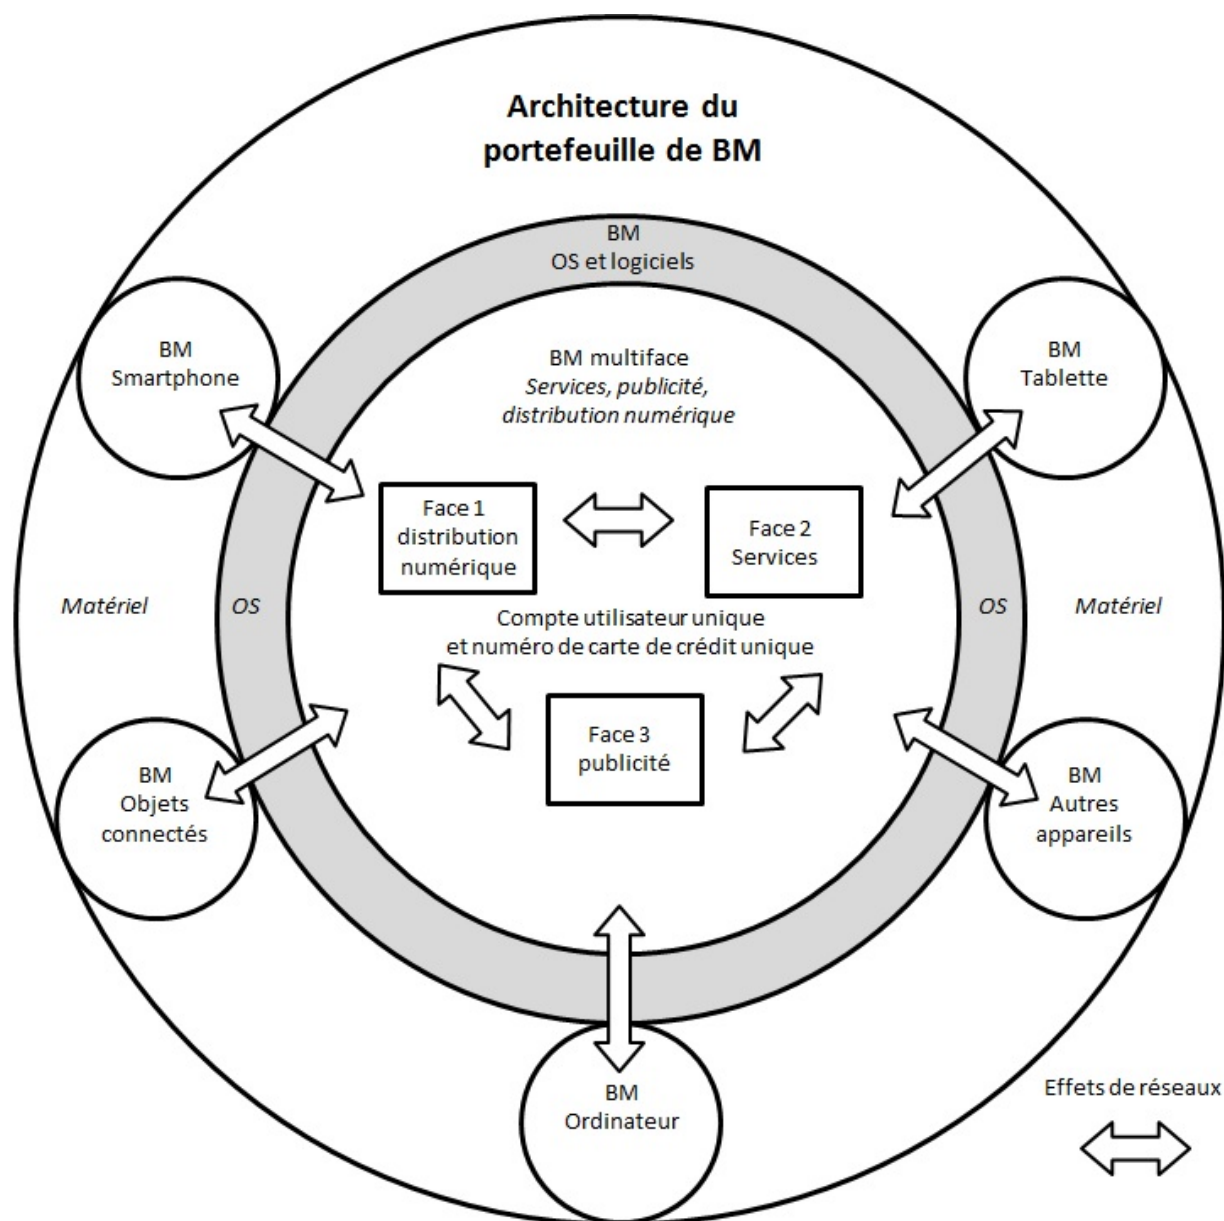 Architecture du
portefeuille de BM
BM
OS et logiciels
BM
Smartphone
BM multiface
Services, publicité,
distribution numérique
BM
Tablette
Face 1
distribution
numérique
Face 2
Services
Matériel
OS
Compte utilisateur unique
et numéro de carte de crédit unique
OS
Matériel
Face 3
publicité
BM
Objets
connectés
BM
Autres
appareils
BM
Ordinateur
Effets de réseaux